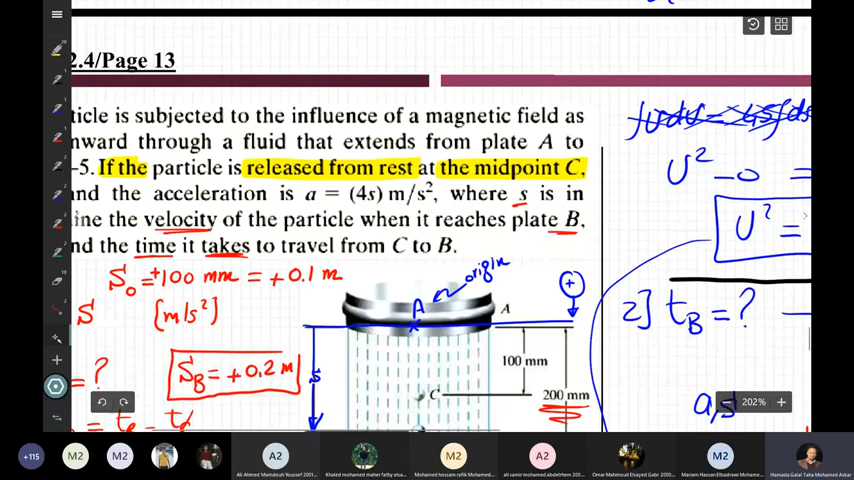 2.4/Page 13
ticle is subjected to the influence of a magnetic field as
nward through a fluid that extends from plate A to
-5. If the particle is released from rest at the midpoint C,
and the acceleration is a = (4s) m/s², where s is in
ine the velocity of the particle when it reaches plate B,
nd the time it takes to travel from C to B.
S₀ = +100 mm = +0.1 m
S [m/s²]
= ?
S_B = +0.2 m
A
origin
A
+
100 mm
C
200 mm
S
U² - 0 =
U² =
2] t_B = ? -
a,s
202%
+115
M2
M2
A2
M2
A2
M2
Ali Ahmed Mamdouh Youssef 2001...
Khaled mohamed maher fathy elsa...
Mohamed hossam rafik Mohamed...
ali samir mohamed abdelrhem 2000...
Omar Mahmoud Elsayed Gabr 2000...
Mariam Hassan Elbadrawi Mohamed...
Hamada Galal Taha Mohamed Askar